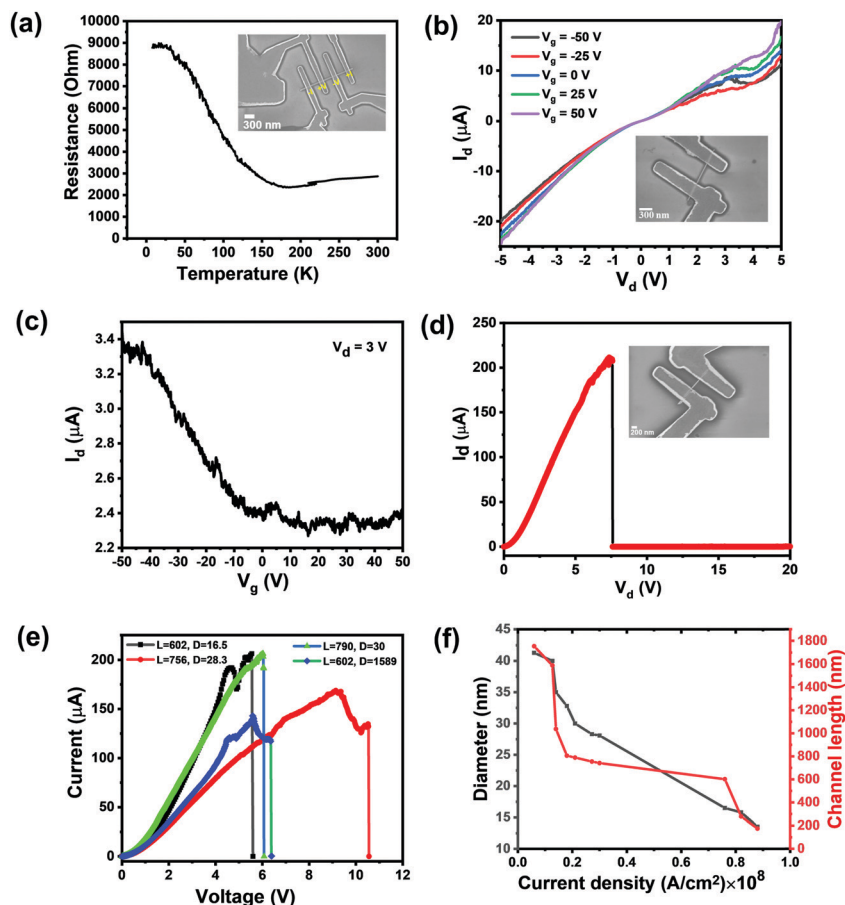 (a)
Resistance (Ohm)
10000
9000
8000
7000
6000
5000
4000
3000
2000
1000
0
300 nm
0 50 100 150 200 250 300
Temperature (K)
(b)
I_d (μA)
20
10
0
-10
-20
V_g = -50 V
V_g = -25 V
V_g = 0 V
V_g = 25 V
V_g = 50 V
300 nm
-5 -4 -3 -2 -1 0 1 2 3 4 5
V_d (V)
(c)
I_d (μA)
3.4
3.2
3.0
2.8
2.6
2.4
2.2
V_d = 3 V
-50 -40 -30 -20 -10 0 10 20 30 40 50
V_g (V)
(d)
I_d (μA)
250
200
150
100
50
0
200 nm
0 5 10 15 20
V_d (V)
(e)
Current (μA)
200
150
100
50
0
L=602, D=16.5
L=790, D=30
L=756, D=28.3
L=602, D=1589
0 2 4 6 8 10 12
Voltage (V)
(f)
Diameter (nm)
45
40
35
30
25
20
15
10
1800
1600
1400
1200
1000
800
600
400
200
0
Channel length (nm)
0.0 0.2 0.4 0.6 0.8 1.0
Current density (A/cm²)×10⁸